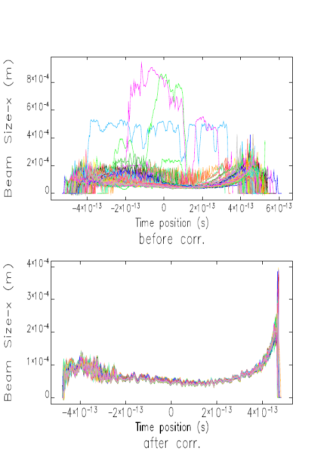 Beam Size-x (m)
8×10⁻⁴
6×10⁻⁴
4×10⁻⁴
2×10⁻⁴
0
−4×10⁻¹³ −2×10⁻¹³ 0 2×10⁻¹³ 4×10⁻¹³ 6×10⁻¹³
Time position (s)
before corr.
Beam Size-x (m)
4×10⁻⁴
3×10⁻⁴
2×10⁻⁴
1×10⁻⁴
0
−4×10⁻¹³ −2×10⁻¹³ 0 2×10⁻¹³ 4×10⁻¹³
Time position (s)
after corr.